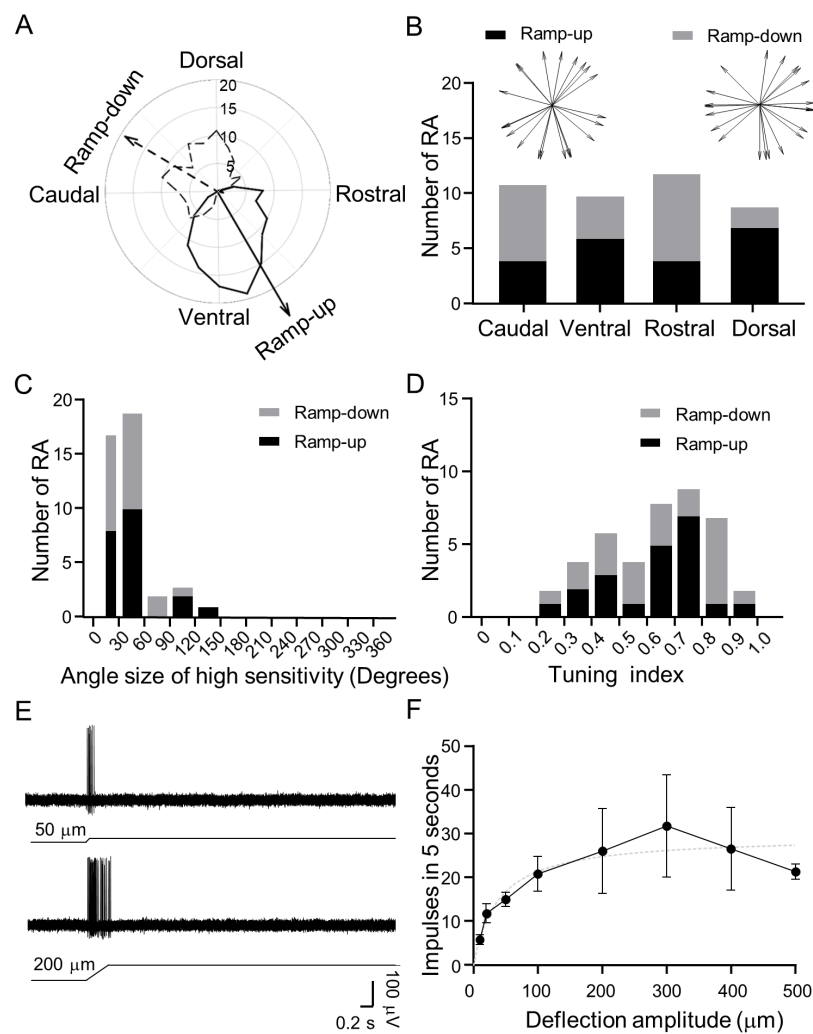 A
Dorsal
20
15
10
5
Ramp-down
Caudal
Rostral
Ventral
Ramp-up
B
Ramp-up
Ramp-down
Number of RA
20
15
10
5
0
Caudal
Ventral
Rostral
Dorsal
C
Ramp-down
Ramp-up
Number of RA
20
15
10
5
0
0 30 60 90 120 150 180 210 240 270 300 330 360
Angle size of high sensitivity (Degrees)
D
Ramp-down
Ramp-up
Number of RA
15
10
5
0
0 0.1 0.2 0.3 0.4 0.5 0.6 0.7 0.8 0.9 1.0
Tuning index
E
50 μm
200 μm
100 μV
0.2 s
F
Impulses in 5 seconds
50
40
30
20
10
0
0 100 200 300 400 500
Deflection amplitude (μm)